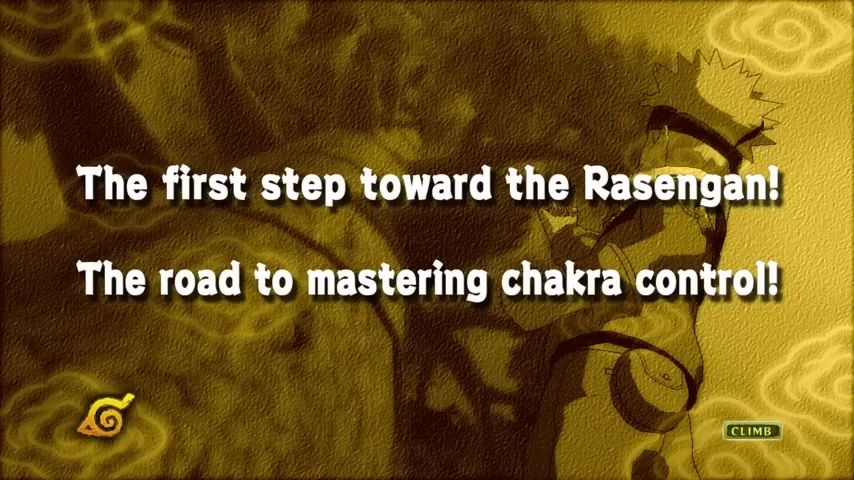 The first step toward the Rasengan!
The road to mastering chakra control!
CLIMB